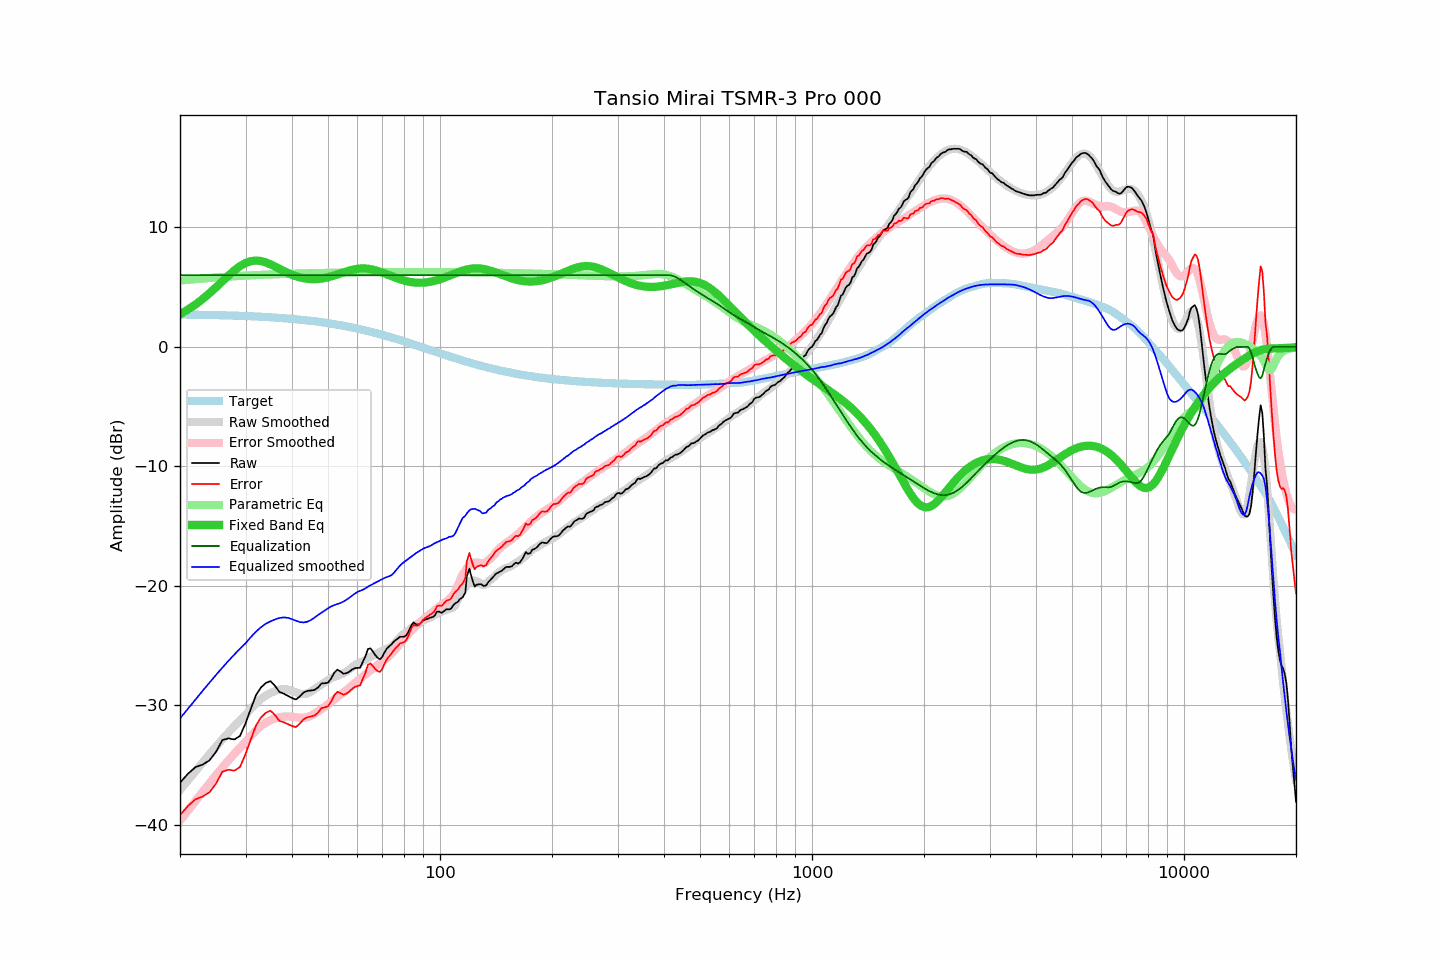 Tansio Mirai TSMR-3 Pro 000
Amplitude (dBr)
10
0
−10
−20
−30
−40
Target
Raw Smoothed
Error Smoothed
Raw
Error
Parametric Eq
Fixed Band Eq
Equalization
Equalized smoothed
100
1000
10000
Frequency (Hz)